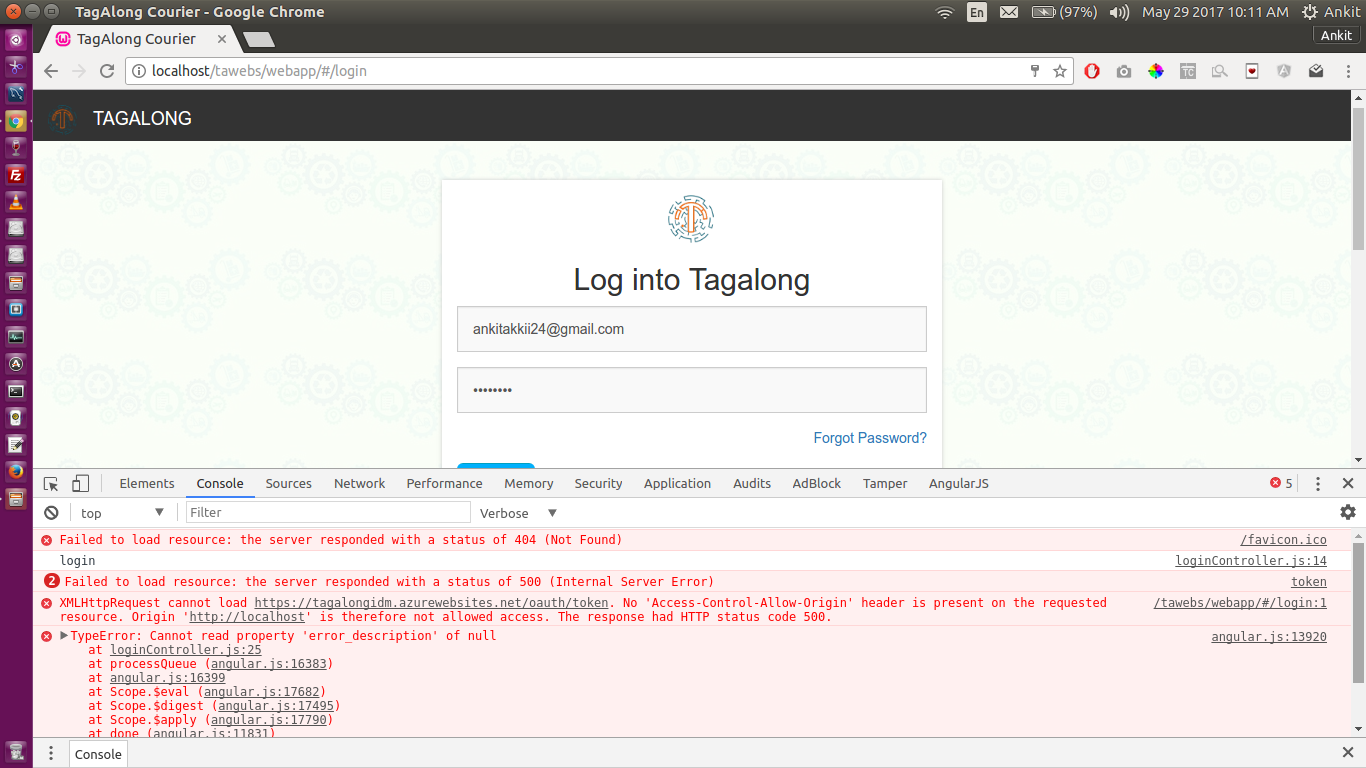 TagAlong Courier - Google Chrome
En
(97%)
May 29 2017 10:11 AM
Ankit
TagAlong Courier
Ankit
localhost/tawebs/webapp/#/login
TC
TAGALONG
Log into Tagalong
ankitakkii24@gmail.com
••••••••
Forgot Password?
Elements Console Sources Network Performance Memory Security Application Audits AdBlock Tamper AngularJS
5
top
Filter
Verbose
Failed to load resource: the server responded with a status of 404 (Not Found) /favicon.ico
login loginController.js:14
2 Failed to load resource: the server responded with a status of 500 (Internal Server Error) token
XMLHttpRequest cannot load https://tagalongidm.azurewebsites.net/oauth/token. No 'Access-Control-Allow-Origin' header is present on the requested /tawebs/webapp/#/login:1
resource. Origin 'http://localhost' is therefore not allowed access. The response had HTTP status code 500.
TypeError: Cannot read property 'error_description' of null angular.js:13920
at loginController.js:25
at processQueue (angular.js:16383)
at angular.js:16399
at Scope.$eval (angular.js:17682)
at Scope.$digest (angular.js:17495)
at Scope.$apply (angular.js:17790)
at done (angular.js:11831)
Console